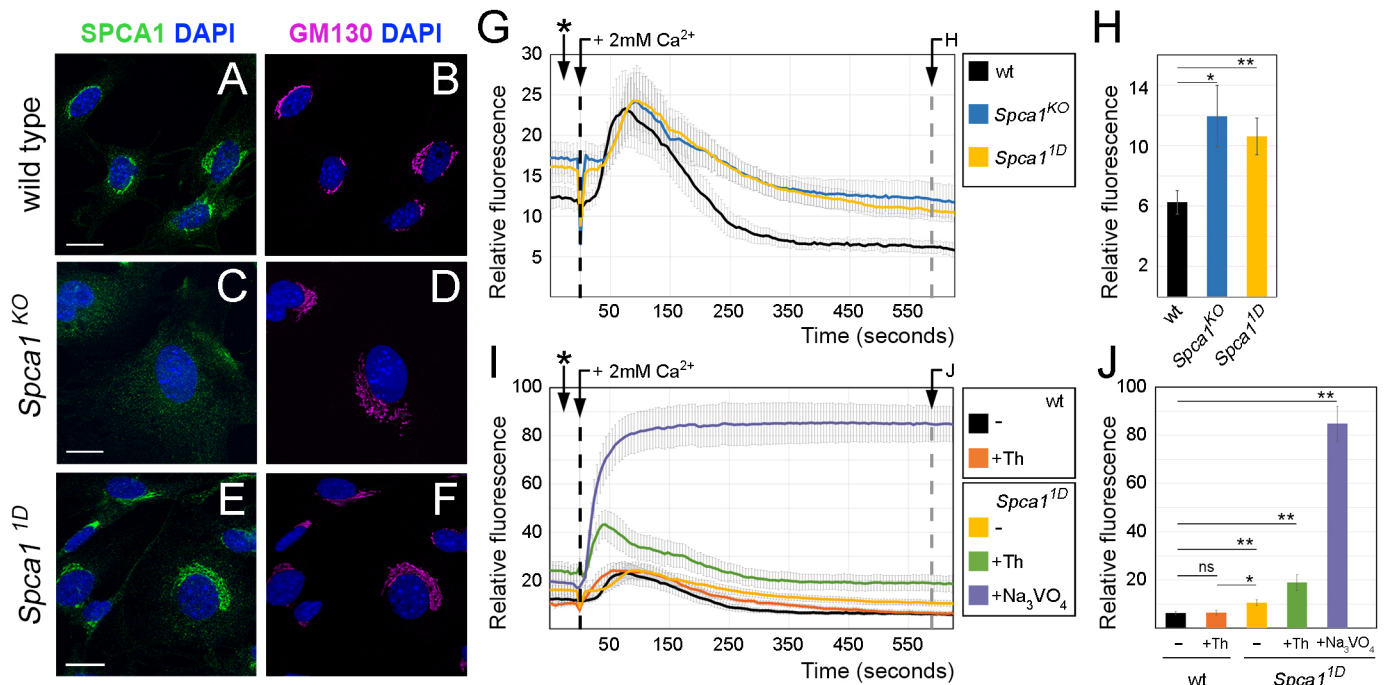 SPCA1 DAPI
GM130 DAPI
wild type
A
B
Spca1 KO
C
D
Spca1 1D
E
F
G
*
+ 2mM Ca2+
H
Relative fluorescence
30
25
20
15
10
5
50
150
250
350
450
550
Time (seconds)
wt
Spca1KO
Spca11D
H
Relative fluorescence
14
10
6
2
**
*
wt
Spca1KO
Spca11D
I
*
+ 2mM Ca2+
J
Relative fluorescence
100
80
60
40
20
50
150
250
350
450
550
Time (seconds)
wt
–
+Th
Spca11D
–
+Th
+Na3VO4
J
Relative fluorescence
100
80
60
40
20
**
**
**
ns
*
–
+Th
–
+Th
+Na3VO4
wt
Spca11D